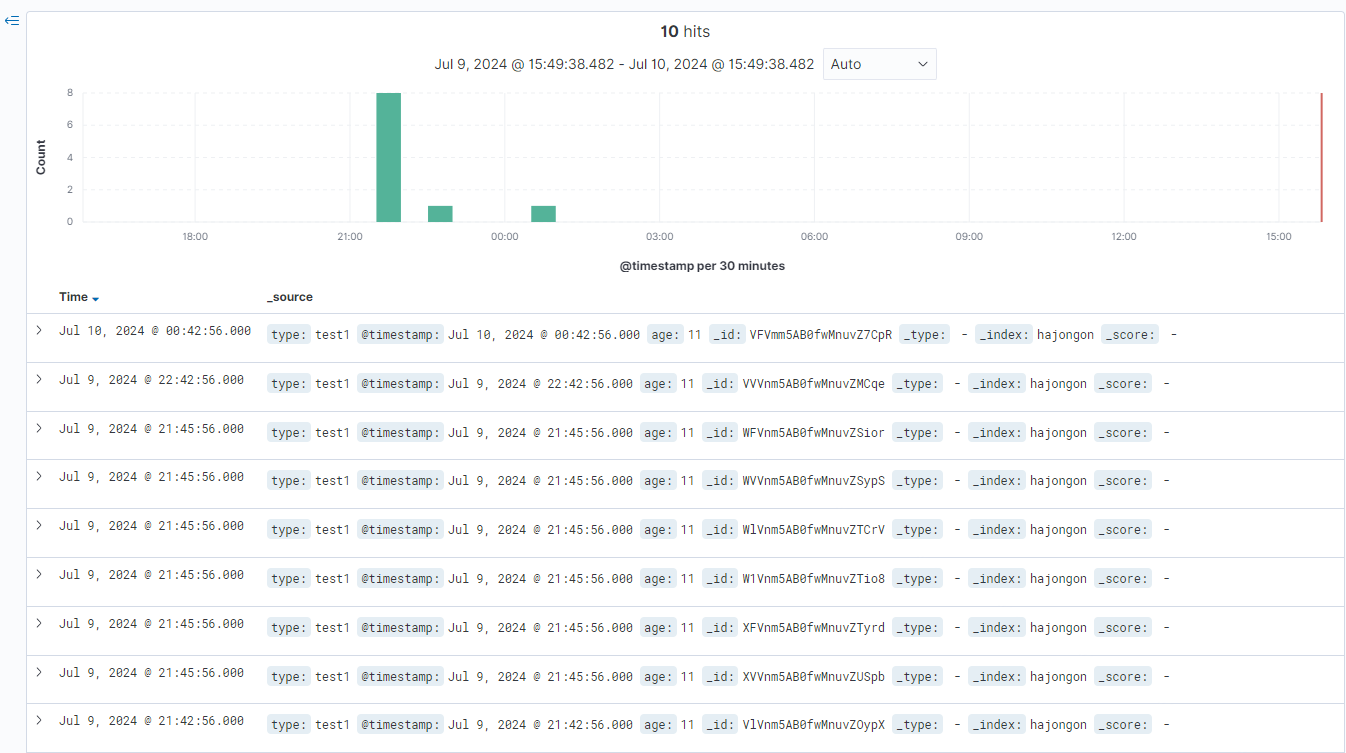 10 hits
Jul 9, 2024 @ 15:49:38.482 - Jul 10, 2024 @ 15:49:38.482 Auto
8
6
4
2
0
Count
18:00 21:00 00:00 03:00 06:00 09:00 12:00 15:00
@timestamp per 30 minutes
Time _source
Jul 10, 2024 @ 00:42:56.000 type: test1 @timestamp: Jul 10, 2024 @ 00:42:56.000 age: 11 _id: VFVmm5AB0fwMnuvZ7CpR _type: - _index: hajongon _score: -
Jul 9, 2024 @ 22:42:56.000 type: test1 @timestamp: Jul 9, 2024 @ 22:42:56.000 age: 11 _id: VVVnm5AB0fwMnuvZMCqe _type: - _index: hajongon _score: -
Jul 9, 2024 @ 21:45:56.000 type: test1 @timestamp: Jul 9, 2024 @ 21:45:56.000 age: 11 _id: WFVnm5AB0fwMnuvZSior _type: - _index: hajongon _score: -
Jul 9, 2024 @ 21:45:56.000 type: test1 @timestamp: Jul 9, 2024 @ 21:45:56.000 age: 11 _id: WVVnm5AB0fwMnuvZSypS _type: - _index: hajongon _score: -
Jul 9, 2024 @ 21:45:56.000 type: test1 @timestamp: Jul 9, 2024 @ 21:45:56.000 age: 11 _id: WlVnm5AB0fwMnuvZTCrV _type: - _index: hajongon _score: -
Jul 9, 2024 @ 21:45:56.000 type: test1 @timestamp: Jul 9, 2024 @ 21:45:56.000 age: 11 _id: W1Vnm5AB0fwMnuvZTio8 _type: - _index: hajongon _score: -
Jul 9, 2024 @ 21:45:56.000 type: test1 @timestamp: Jul 9, 2024 @ 21:45:56.000 age: 11 _id: XFVnm5AB0fwMnuvZTyrd _type: - _index: hajongon _score: -
Jul 9, 2024 @ 21:45:56.000 type: test1 @timestamp: Jul 9, 2024 @ 21:45:56.000 age: 11 _id: XVVnm5AB0fwMnuvZUSpb _type: - _index: hajongon _score: -
Jul 9, 2024 @ 21:42:56.000 type: test1 @timestamp: Jul 9, 2024 @ 21:42:56.000 age: 11 _id: VlVnm5AB0fwMnuvZOypX _type: - _index: hajongon _score: -